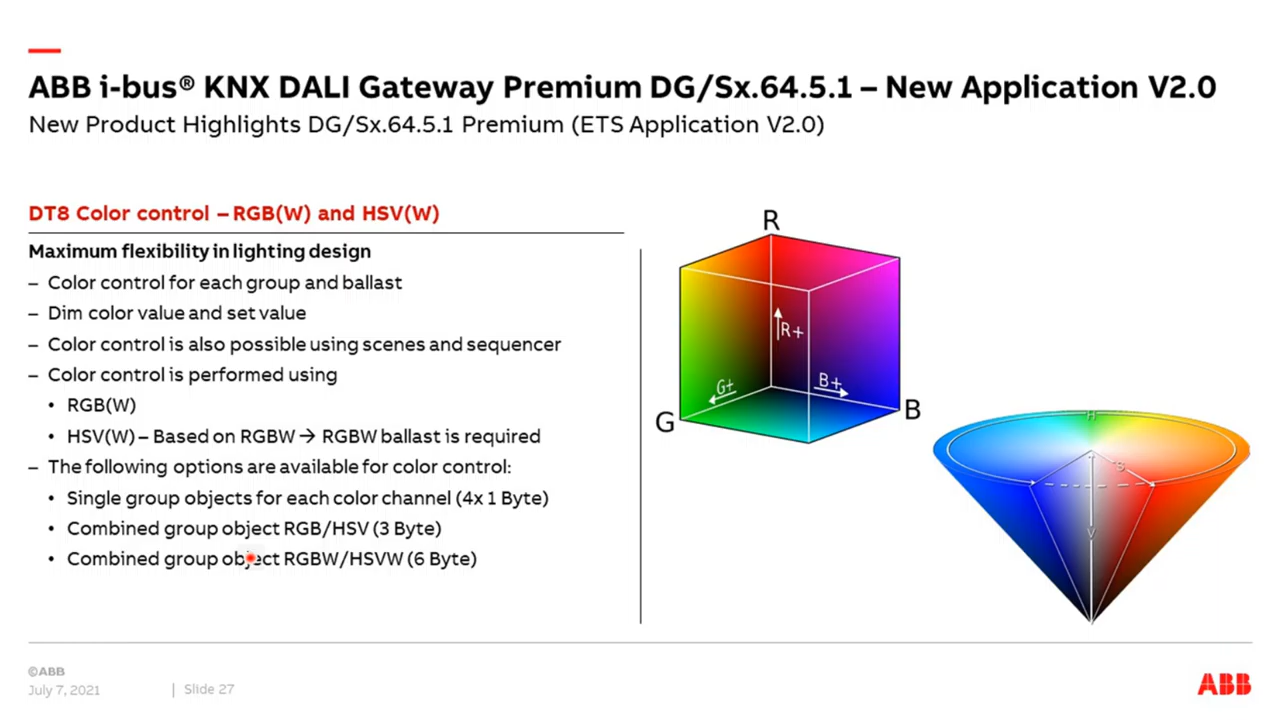 ABB i-bus® KNX DALI Gateway Premium DG/Sx.64.5.1 – New Application V2.0
New Product Highlights DG/Sx.64.5.1 Premium (ETS Application V2.0)
DT8 Color control – RGB(W) and HSV(W)
Maximum flexibility in lighting design
– Color control for each group and ballast
– Dim color value and set value
– Color control is also possible using scenes and sequencer
– Color control is performed using
• RGB(W)
• HSV(W) – Based on RGBW → RGBW ballast is required
– The following options are available for color control:
• Single group objects for each color channel (4x 1 Byte)
• Combined group object RGB/HSV (3 Byte)
• Combined group object RGBW/HSVW (6 Byte)
R
R+
G+
B+
G
B
H
S
V
©ABB
July 7, 2021 | Slide 27
ABB